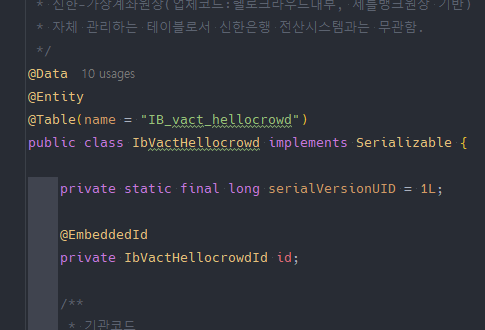 * 신한-가상계좌원장(업체코드:헬로크라우드내부, 세틀뱅크원장 기반)
* 자체 관리하는 테이블로서 신한은행 전산시스템과는 무관함.
*/
@Data 10 usages
@Entity
@Table(name = "IB_vact_hellocrowd")
public class IbVactHellocrowd implements Serializable {
private static final long serialVersionUID = 1L;
@EmbeddedId
private IbVactHellocrowdId id;
/**
* 기관코드